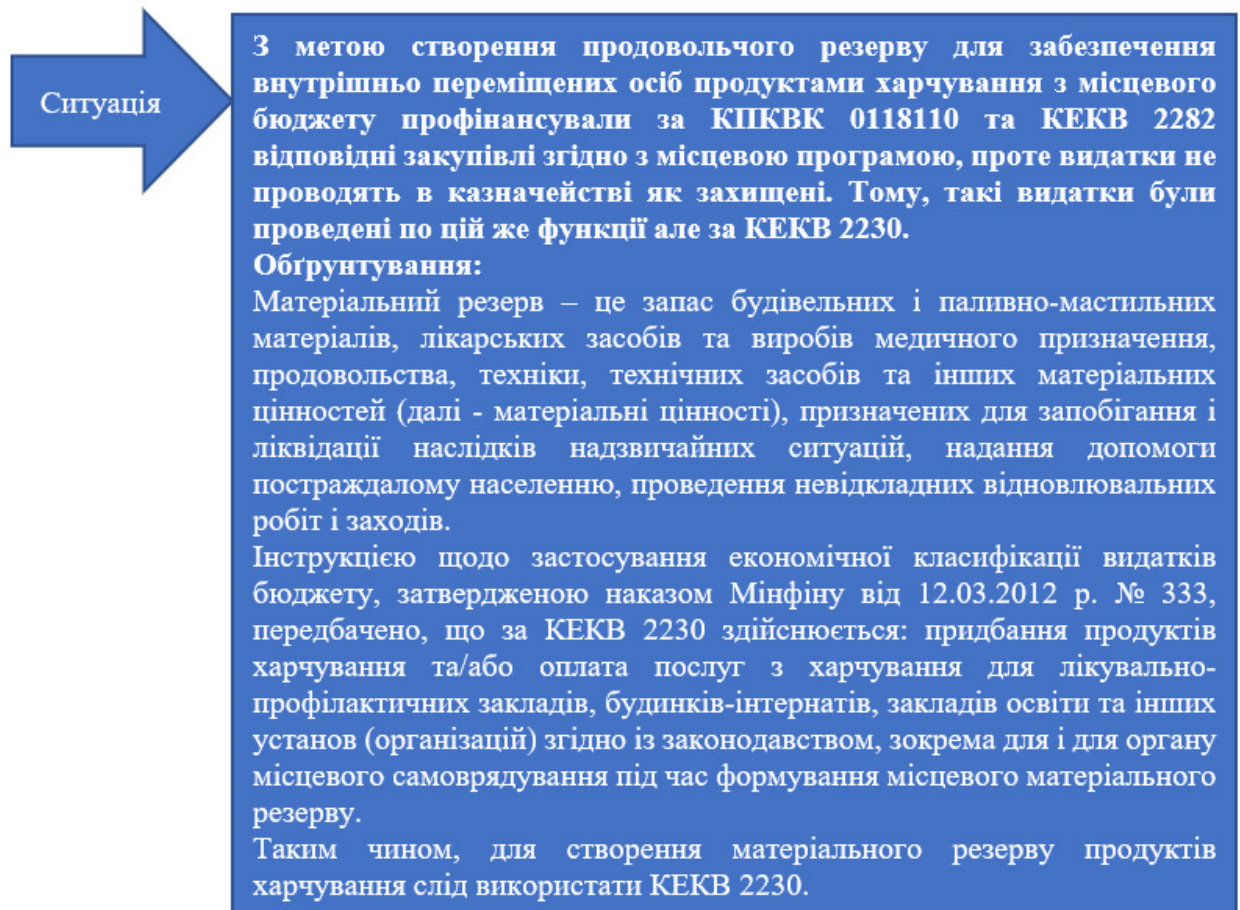 Ситуація
З метою створення продовольчого резерву для забезпечення
внутрішньо переміщених осіб продуктами харчування з місцевого
бюджету профінансували за КПКВК 0118110 та КЕКВ 2282
відповідні закупівлі згідно з місцевою програмою, проте видатки не
проводять в казначействі як захищені. Тому, такі видатки були
проведені по цій же функції але за КЕКВ 2230.
Обґрунтування:
Матеріальний резерв – це запас будівельних і паливно-мастильних
матеріалів, лікарських засобів та виробів медичного призначення,
продовольства, техніки, технічних засобів та інших матеріальних
цінностей (далі - матеріальні цінності), призначених для запобігання і
ліквідації наслідків надзвичайних ситуацій, надання допомоги
постраждалому населенню, проведення невідкладних відновлювальних
робіт і заходів.
Інструкцією щодо застосування економічної класифікації видатків
бюджету, затвердженою наказом Мінфіну від 12.03.2012 р. № 333,
передбачено, що за КЕКВ 2230 здійснюється: придбання продуктів
харчування та/або оплата послуг з харчування для лікувально-
профілактичних закладів, будинків-інтернатів, закладів освіти та інших
установ (організацій) згідно із законодавством, зокрема для і для органу
місцевого самоврядування під час формування місцевого матеріального
резерву.
Таким чином, для створення матеріального резерву продуктів
харчування слід використати КЕКВ 2230.